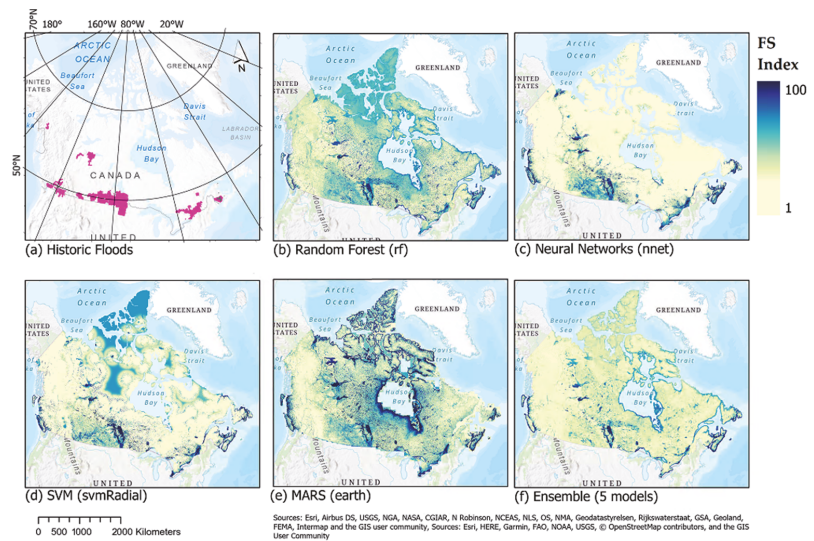 70°N 180° 160°W 80°W 20°W
ARCTIC
OCEAN
Beaufort
Sea
GREENLAND
N
UNITED
STATES
Davis
Strait
LABRADOR
BASIN
Hudson
Bay
50°N
CANADA
UNITED
(a) Historic Floods
Arctic
Ocean
Beaufort
Sea
GREENLAND
UNITED
STATES
Davis
Strait
Hudson
Bay
Mountains
UNITED
(b) Random Forest (rf)
Arctic
Ocean
Beaufort
Sea
GREENLAND
UNITED
STATES
Davis
Strait
Hudson
Bay
Mountains
UNITED
(c) Neural Networks (nnet)
FS
Index
100
1
Arctic
Ocean
Beaufort
Sea
GREENLAND
UNITED
STATES
Davis
Strait
Hudson
Bay
Mountains
UNITED
(d) SVM (svmRadial)
Arctic
Ocean
Beaufort
Sea
GREENLAND
UNITED
STATES
Davis
Strait
Hudson
Bay
Mountains
UNITED
(e) MARS (earth)
Arctic
Ocean
Beaufort
Sea
GREENLAND
UNITED
STATES
Davis
Strait
Hudson
Bay
Mountains
UNITED
(f) Ensemble (5 models)
0 500 1000 2000 Kilometers
Sources: Esri, Airbus DS, USGS, NGA, NASA, CGIAR, N Robinson, NCEAS, NLS, OS, NMA, Geodatastyrelsen, Rijkswaterstaat, GSA, Geoland,
FEMA, Intermap and the GIS user community, Sources: Esri, HERE, Garmin, FAO, NOAA, USGS, © OpenStreetMap contributors, and the GIS
User Community